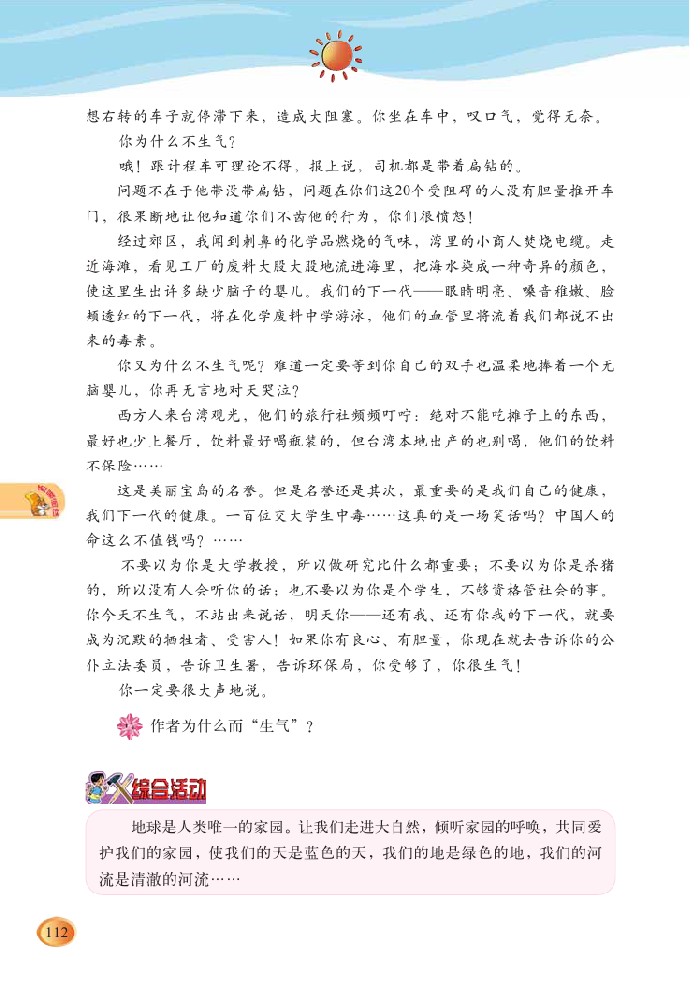 想右转的车子就停滞下来，造成大阻塞。你坐在车中，叹口气，觉得无奈。
你为什么不生气？
哦！跟计程车可理论不得，报上说，司机都是带着扁钻的。
问题不在于他带没带扁钻，问题在你们这20个受阻碍的人没有胆量推开车
门，很果断地让他知道你们不齿他的行为，你们很愤怒！
经过郊区，我闻到刺鼻的化学品燃烧的气味，湾里的小商人焚烧电缆。走
近海滩，看见工厂的废料大股大股地流进海里，把海水染成一种奇异的颜色，
使这里生出许多缺少脑子的婴儿。我们的下一代——眼睛明亮、嗓音稚嫩、脸
颊透红的下一代，将在化学废料中学游泳，他们的血管里将流着我们都说不出
来的毒素。
你又为什么不生气呢？难道一定要等到你自己的双手也温柔地捧着一个无
脑婴儿，你再无言地对天哭泣？
西方人来台湾观光，他们的旅行社频频叮咛：绝对不能吃摊子上的东西，
最好也少上餐厅，饮料最好喝瓶装的，但台湾本地出产的也别喝，他们的饮料
不保险……
这是美丽宝岛的名誉。但是名誉还是其次，最重要的是我们自己的健康，
我们下一代的健康。一百位交大学生中毒……这真的是一场笑话吗？中国人的
命这么不值钱吗？……
不要以为你是大学教授，所以做研究比什么都重要；不要以为你是杀猪
的，所以没有人会听你的话；也不要以为你是个学生，不够资格管社会的事。
你今天不生气，不站出来说话，明天你——还有我、还有你我的下一代，就要
成为沉默的牺牲者、受害人！如果你有良心、有胆量，你现在就去告诉你的公
仆立法委员，告诉卫生署，告诉环保局，你受够了，你很生气！
你一定要很大声地说。
作者为什么而“生气”？
综合活动
地球是人类唯一的家园。让我们走进大自然，倾听家园的呼唤，共同爱
护我们的家园，使我们的天是蓝色的天，我们的地是绿色的地，我们的河
流是清澈的河流……
112